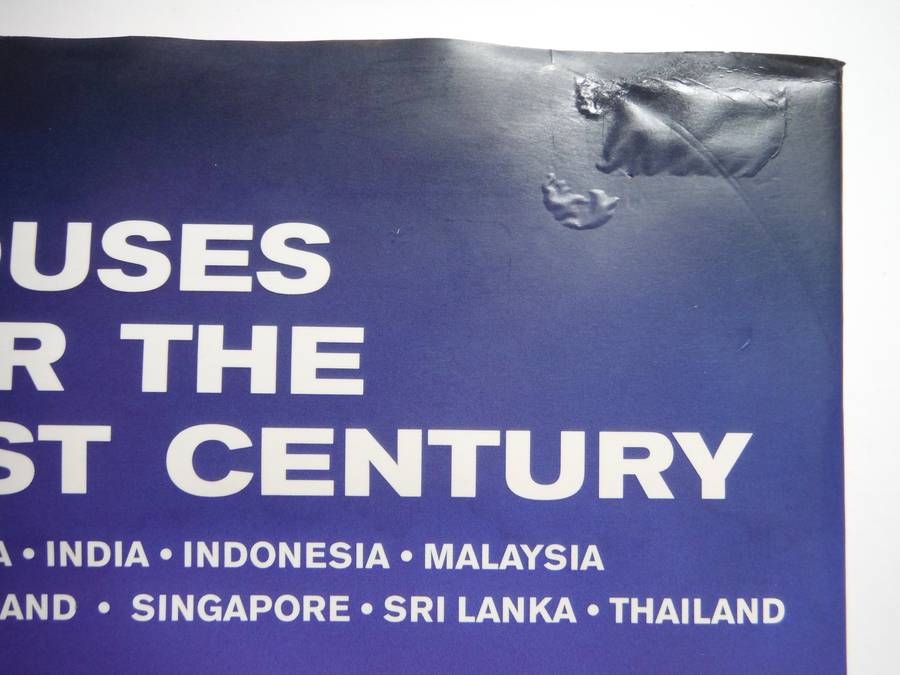 OUSES
R THE
ST CENTURY
A • INDIA • INDONESIA • MALAYSIA
AND • SINGAPORE • SRI LANKA • THAILAND